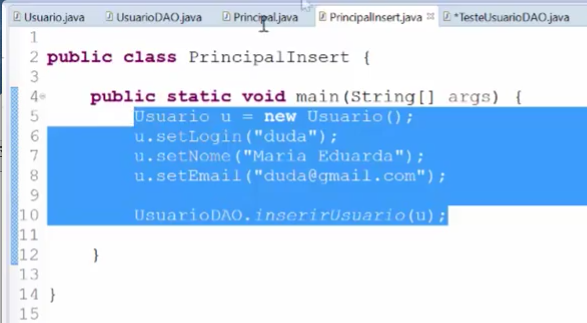 Usuario.java UsuarioDAO.java Principal.java PrincipalInsert.java *TesteUsuarioDAO.java
1
2 public class PrincipalInsert {
3
4 public static void main(String[] args) {
5 Usuario u = new Usuario();
6 u.setLogin("duda");
7 u.setNome("Maria Eduarda");
8 u.setEmail("duda@gmail.com");
9
10 UsuarioDAO.inserirUsuario(u);
11
12 }
13
14 }
15